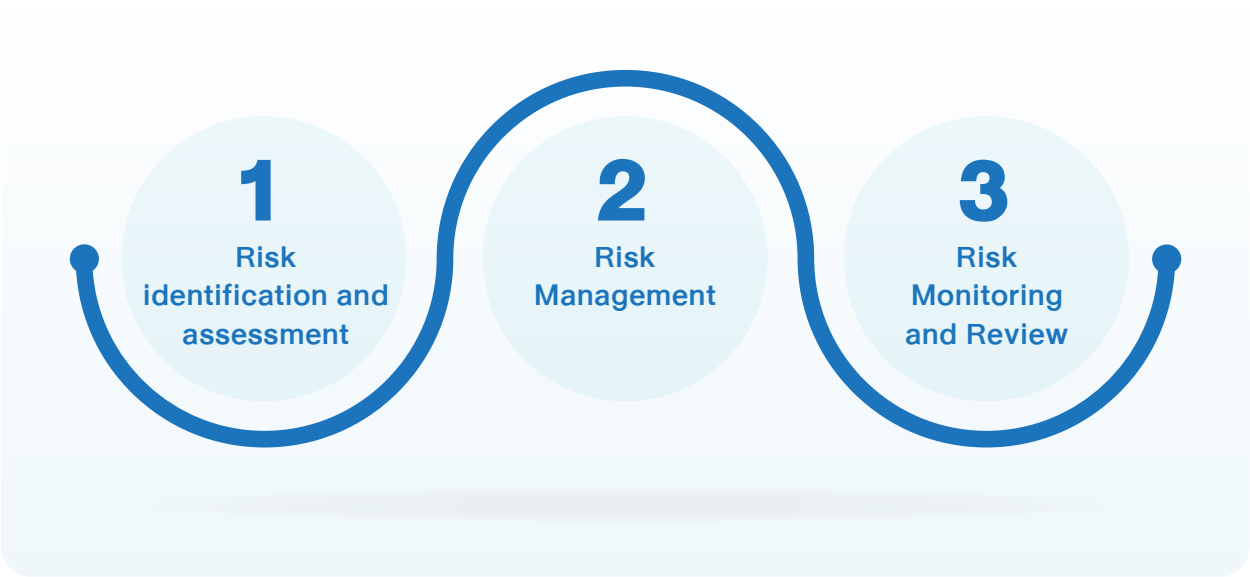 1
Risk
identification and
assessment
2
Risk
Management
3
Risk
Monitoring
and Review